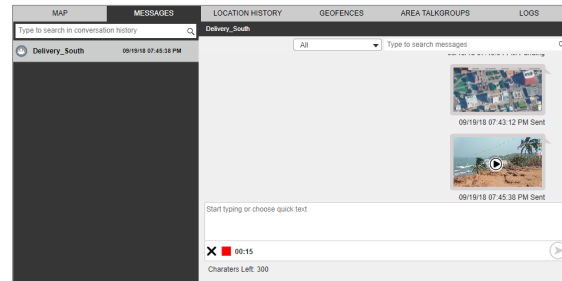 MAP MESSAGES LOCATION HISTORY GEOFENCES AREA TALKGROUPS LOGS
Type to search in conversation history
Delivery_South
Delivery_South 09/19/18 07:45:38 PM
All
Type to search messages
09/19/18 07:43:12 PM Sent
09/19/18 07:45:38 PM Sent
Start typing or choose quick text
00:15
Charaters Left: 300